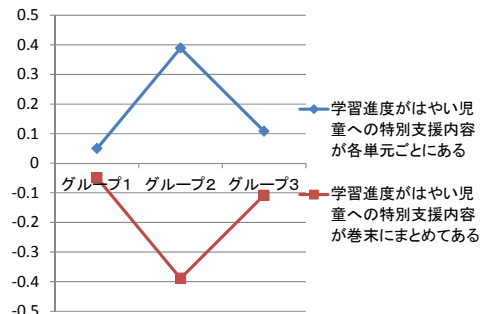 0.5
0.4
0.3
0.2
0.1
0
-0.1
-0.2
-0.3
-0.4
-0.5
グループ1 グループ2 グループ3
学習進度がはやい児
童への特別支援内容
が各単元ごとにある
学習進度がはやい児
童への特別支援内容
が巻末にまとめてある